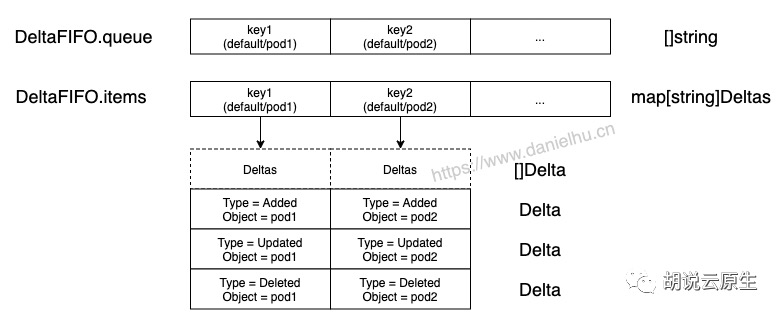 DeltaFIFO.queue
key1
(default/pod1)
key2
(default/pod2)
...
[]string
DeltaFIFO.items
key1
(default/pod1)
key2
(default/pod2)
...
map[string]Deltas
https://www.danielhu.cn
Deltas
Deltas
[]Delta
Type = Added
Object = pod1
Type = Added
Object = pod2
Delta
Type = Updated
Object = pod1
Type = Updated
Object = pod2
Delta
Type = Deleted
Object = pod1
Type = Deleted
Object = pod2
Delta
胡说云原生